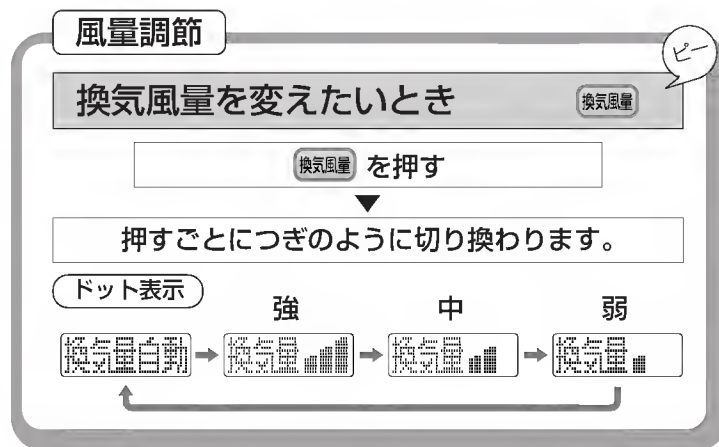 風量調節
ピー
換気風量を変えたいとき 換気風量
換気風量 を押す
押すごとにつぎのように切り換わります。
ドット表示
強 中 弱
換気量自動 換気量 換気量 換気量